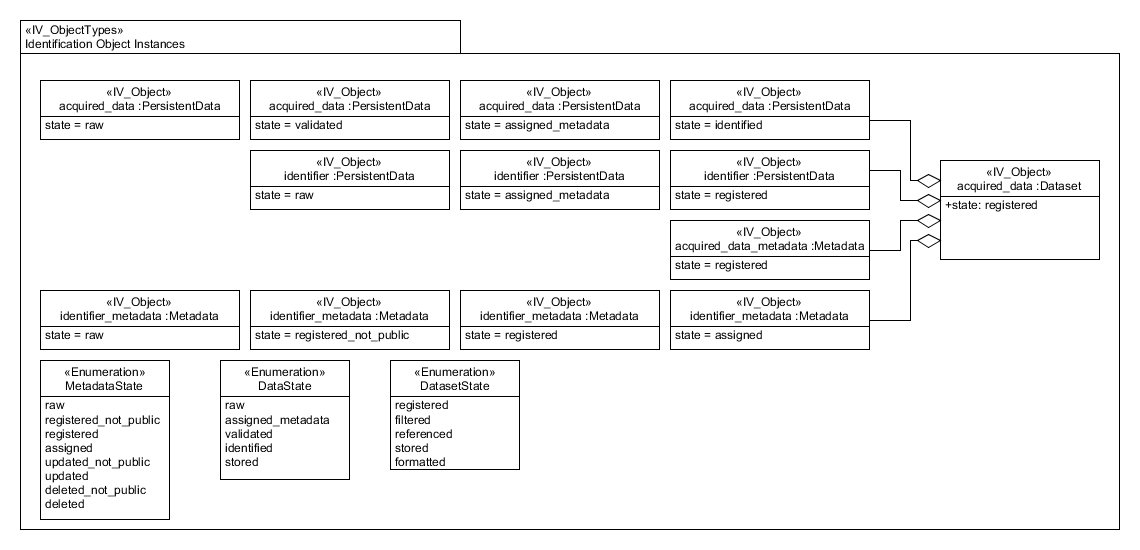 «IV_ObjectTypes»
Identification Object Instances
«IV_Object»
acquired_data :PersistentData
state = raw
«IV_Object»
acquired_data :PersistentData
state = validated
«IV_Object»
acquired_data :PersistentData
state = assigned_metadata
«IV_Object»
acquired_data :PersistentData
state = identified
«IV_Object»
identifier :PersistentData
state = raw
«IV_Object»
identifier :PersistentData
state = assigned_metadata
«IV_Object»
identifier :PersistentData
state = registered
«IV_Object»
acquired_data :Dataset
+state: registered
«IV_Object»
acquired_data_metadata :Metadata
state = registered
«IV_Object»
identifier_metadata :Metadata
state = raw
«IV_Object»
identifier_metadata :Metadata
state = registered_not_public
«IV_Object»
identifier_metadata :Metadata
state = registered
«IV_Object»
identifier_metadata :Metadata
state = assigned
«Enumeration»
MetadataState
raw
registered_not_public
registered
assigned
updated_not_public
updated
deleted_not_public
deleted
«Enumeration»
DataState
raw
assigned_metadata
validated
identified
stored
«Enumeration»
DatasetState
registered
filtered
referenced
stored
formatted